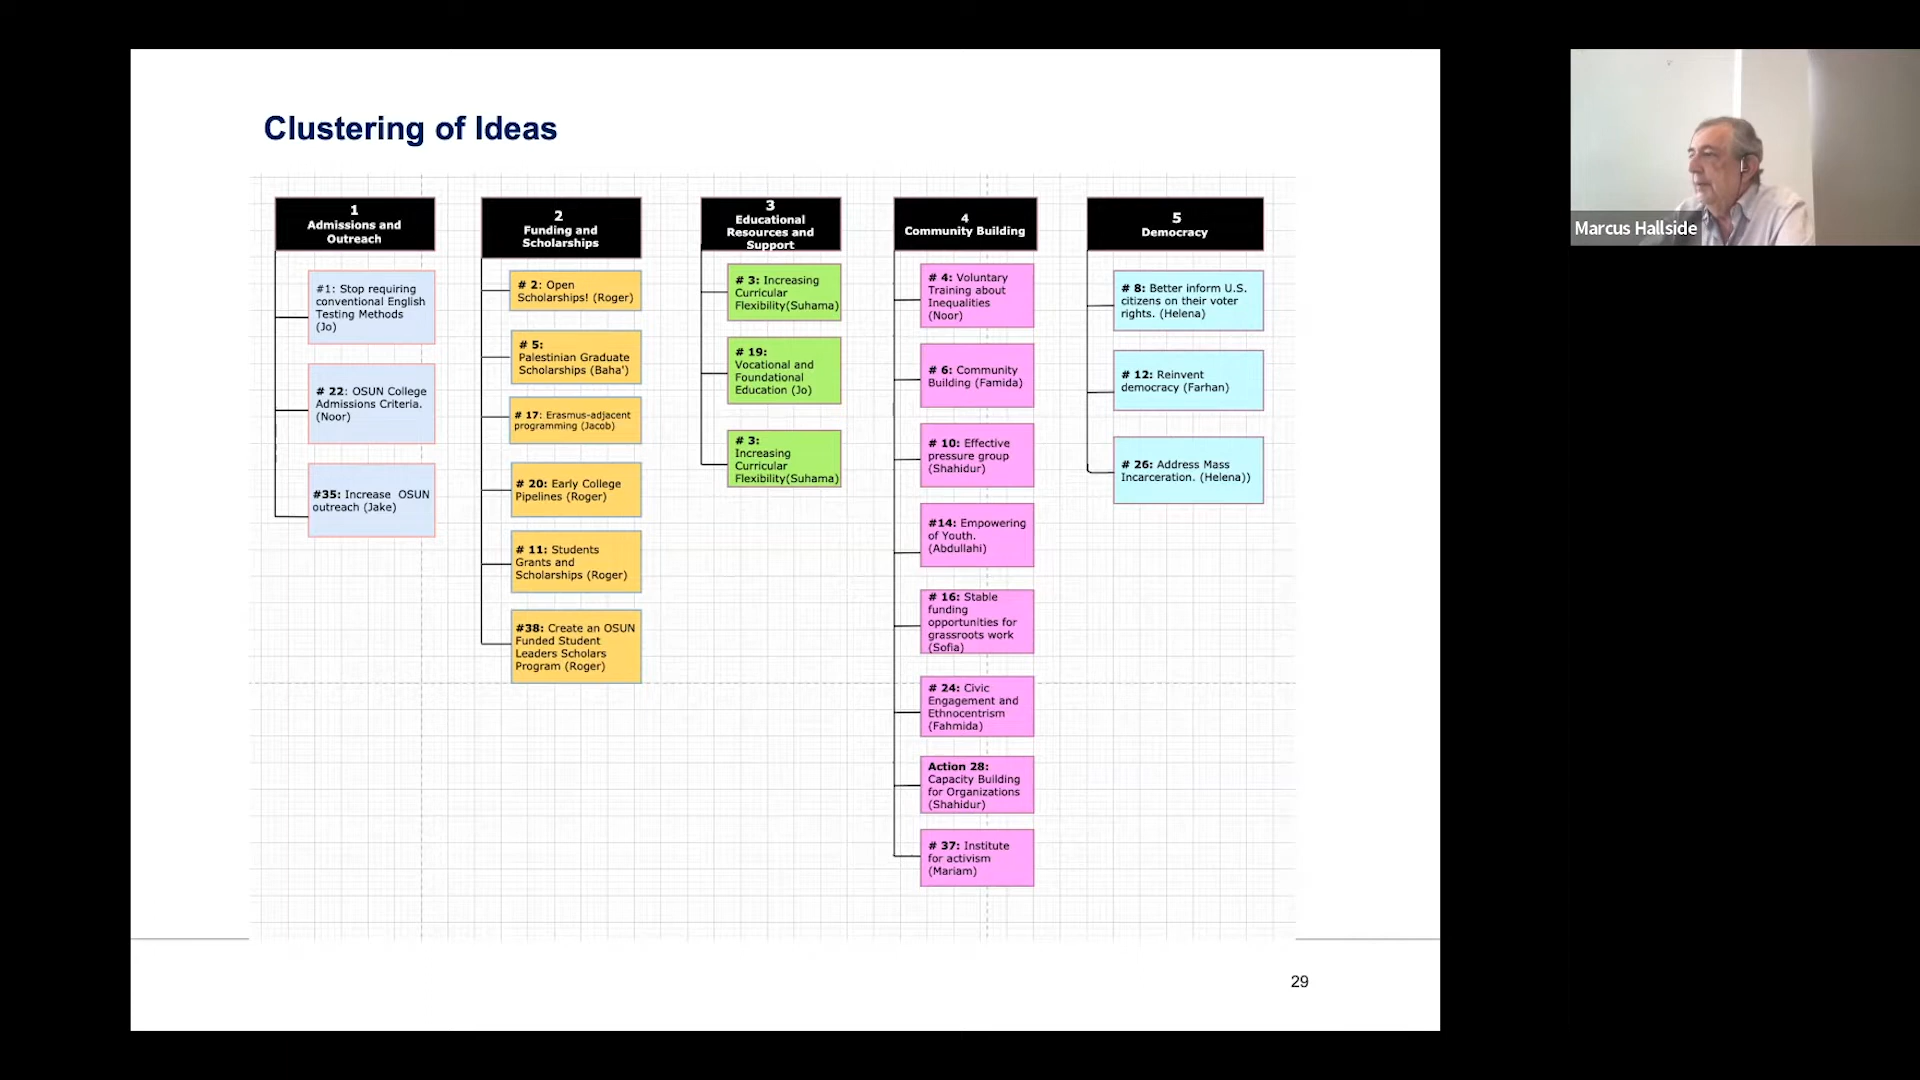 Clustering of Ideas
1
Admissions and
Outreach
#1: Stop requiring
conventional English
Testing Methods
(Jo)
# 22: OSUN College
Admissions Criteria.
(Noor)
#35: Increase OSUN
outreach (Jake)
2
Funding and
Scholarships
# 2: Open
Scholarships! (Roger)
# 5:
Palestinian Graduate
Scholarships (Baha')
# 17: Erasmus-adjacent
programming (Jacob)
# 20: Early College
Pipelines (Roger)
# 11: Students
Grants and
Scholarships (Roger)
#38: Create an OSUN
Funded Student
Leaders Scholars
Program (Roger)
3
Educational
Resources and
Support
# 3: Increasing
Curricular
Flexibility(Suhama)
# 19:
Vocational and
Foundational
Education (Jo)
# 3:
Increasing
Curricular
Flexibility(Suhama)
4
Community Building
# 4: Voluntary
Training about
Inequalities
(Noor)
# 6: Community
Building (Famida)
# 10: Effective
pressure group
(Shahidur)
#14: Empowering
of Youth.
(Abdullahi)
# 16: Stable
funding
opportunities for
grassroots work
(Sofia)
# 24: Civic
Engagement and
Ethnocentrism
(Fahmida)
Action 28:
Capacity Building
for Organizations
(Shahidur)
# 37: Institute
for activism
(Mariam)
5
Democracy
# 8: Better inform U.S.
citizens on their voter
rights. (Helena)
# 12: Reinvent
democracy (Farhan)
# 26: Address Mass
Incarceration. (Helena))
29
Marcus Hallside